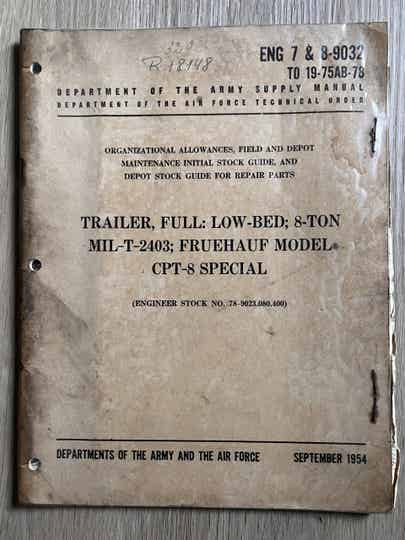 229
R 18148
ENG 7 & 8-9032
TO 19-75AB-78
DEPARTMENT OF THE ARMY SUPPLY MANUAL
DEPARTMENT OF THE AIR FORCE TECHNICAL ORDER
ORGANIZATIONAL ALLOWANCES, FIELD AND DEPOT
MAINTENANCE INITIAL STOCK GUIDE, AND
DEPOT STOCK GUIDE FOR REPAIR PARTS
TRAILER, FULL: LOW-BED; 8-TON
MIL-T-2403; FRUEHAUF MODEL
CPT-8 SPECIAL
(ENGINEER STOCK NO. 78-9023.080.400)
DEPARTMENTS OF THE ARMY AND THE AIR FORCE
SEPTEMBER 1954